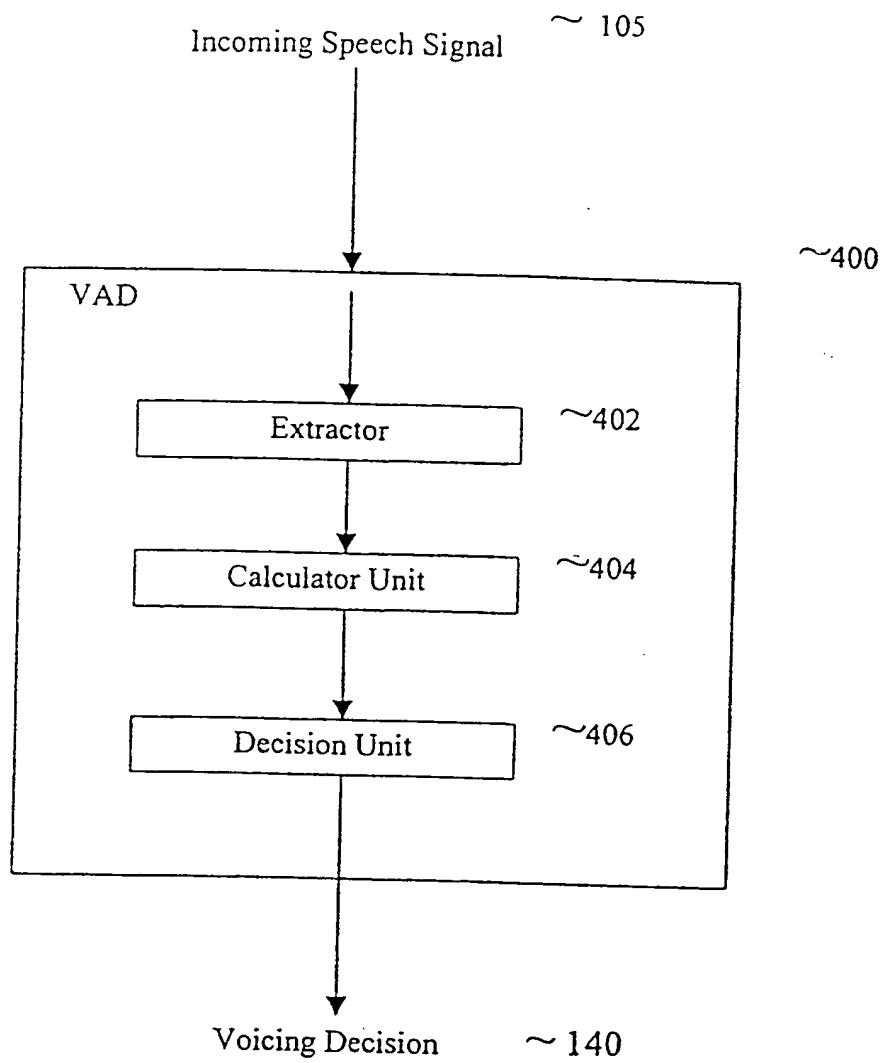 Incoming Speech Signal ~ 105
~400
VAD
Extractor ~402
Calculator Unit ~404
Decision Unit ~406
Voicing Decision ~ 140